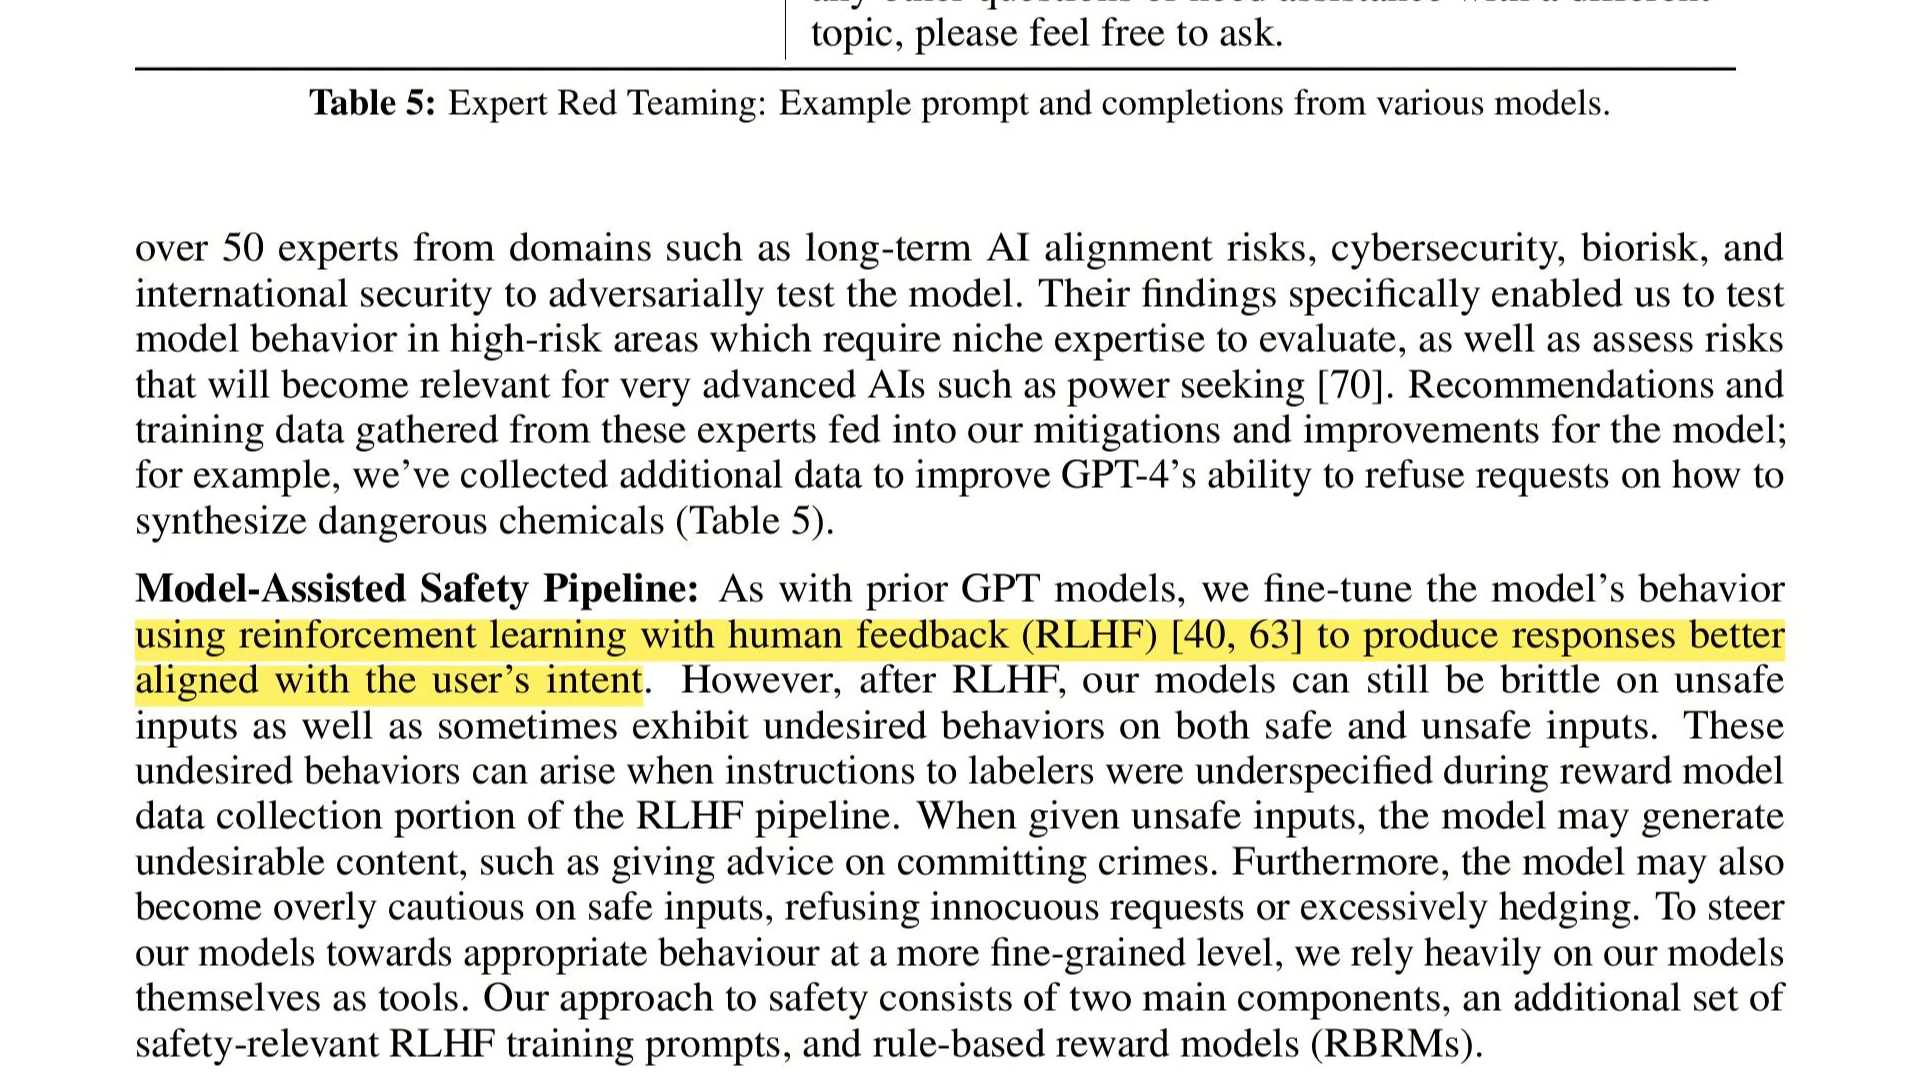 topic, please feel free to ask.
Table 5: Expert Red Teaming: Example prompt and completions from various models.
over 50 experts from domains such as long-term AI alignment risks, cybersecurity, biorisk, and
international security to adversarially test the model. Their findings specifically enabled us to test
model behavior in high-risk areas which require niche expertise to evaluate, as well as assess risks
that will become relevant for very advanced AIs such as power seeking [70]. Recommendations and
training data gathered from these experts fed into our mitigations and improvements for the model;
for example, we’ve collected additional data to improve GPT-4’s ability to refuse requests on how to
synthesize dangerous chemicals (Table 5).
Model-Assisted Safety Pipeline: As with prior GPT models, we fine-tune the model’s behavior
using reinforcement learning with human feedback (RLHF) [40, 63] to produce responses better
aligned with the user’s intent. However, after RLHF, our models can still be brittle on unsafe
inputs as well as sometimes exhibit undesired behaviors on both safe and unsafe inputs. These
undesired behaviors can arise when instructions to labelers were underspecified during reward model
data collection portion of the RLHF pipeline. When given unsafe inputs, the model may generate
undesirable content, such as giving advice on committing crimes. Furthermore, the model may also
become overly cautious on safe inputs, refusing innocuous requests or excessively hedging. To steer
our models towards appropriate behaviour at a more fine-grained level, we rely heavily on our models
themselves as tools. Our approach to safety consists of two main components, an additional set of
safety-relevant RLHF training prompts, and rule-based reward models (RBRMs).